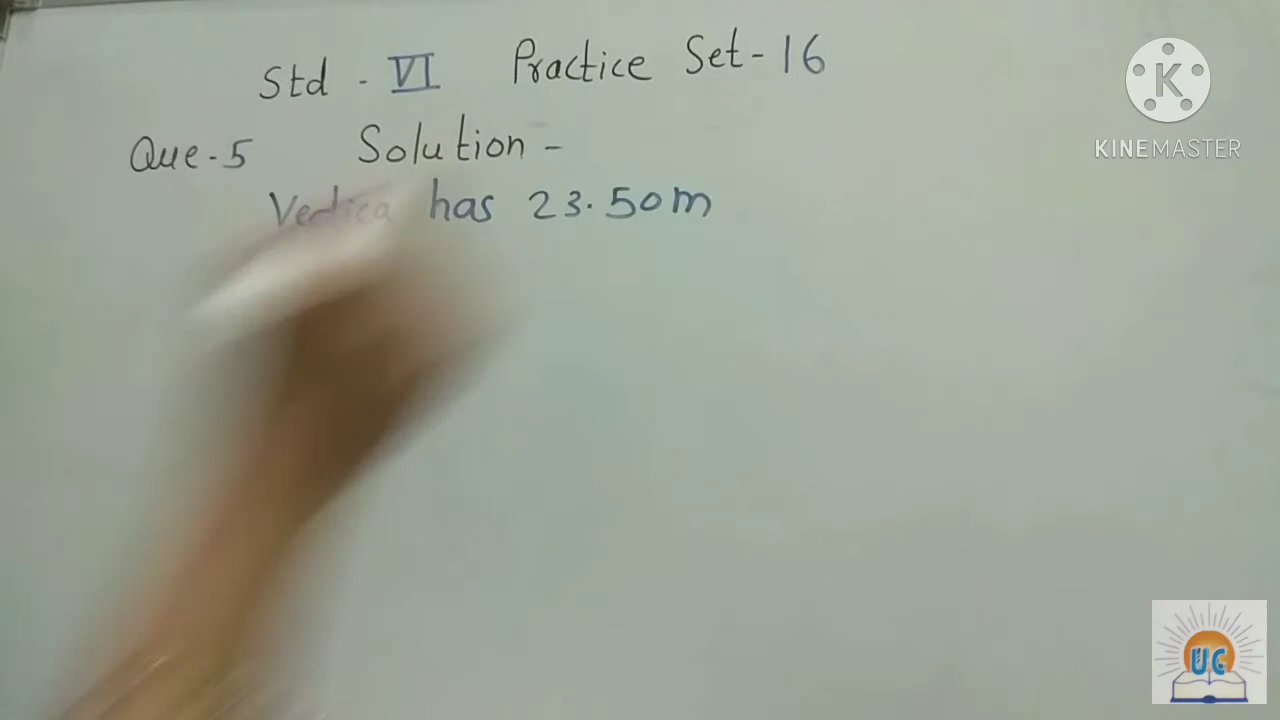 Std - VI Practice Set - 16
Que - 5 Solution -
Vedica has 23.50m
KINEMASTER
UC